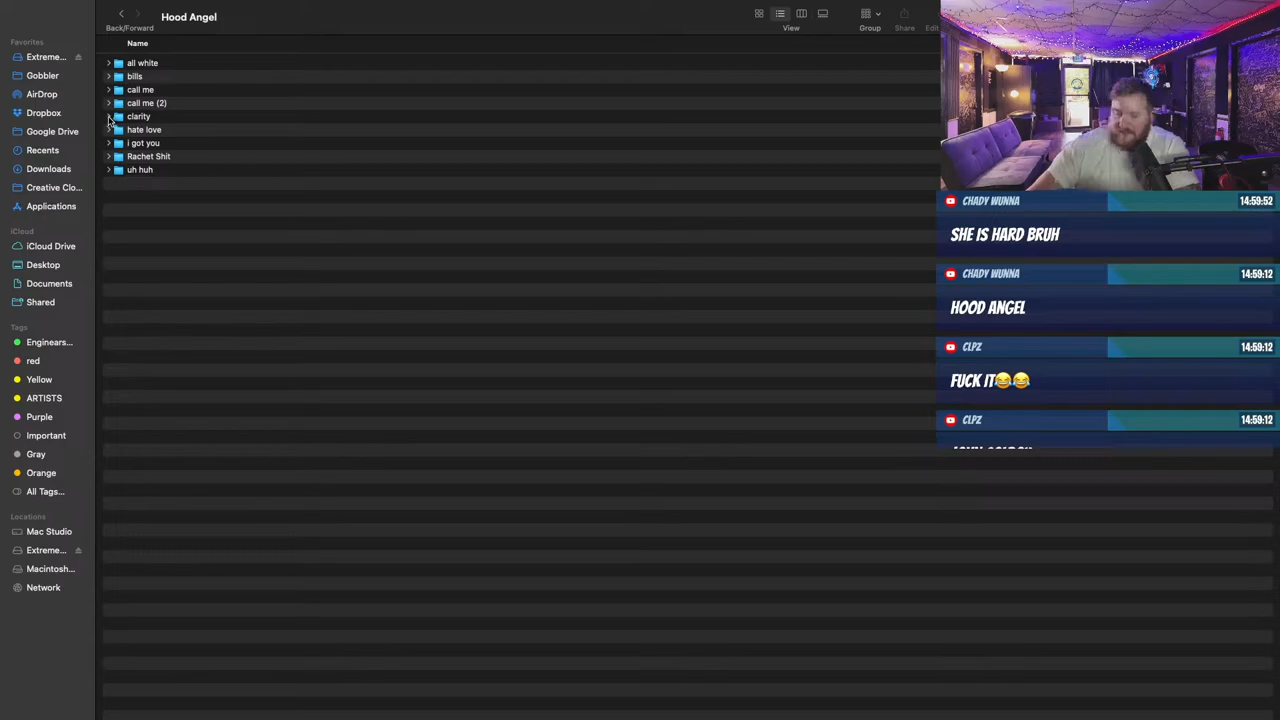 Hood Angel
Back/Forward
View
Group
Share
Edit
Name
all white
bills
call me
call me (2)
clarity
hate love
i got you
Rachet Shit
uh huh
Favorites
Extreme...
Gobbler
AirDrop
Dropbox
Google Drive
Recents
Downloads
Creative Clo...
Applications
iCloud
iCloud Drive
Desktop
Documents
Shared
Tags
Enginears...
red
Yellow
ARTISTS
Purple
Important
Gray
Orange
All Tags...
Locations
Mac Studio
Extreme...
Macintosh...
Network
CHADY WUNNA 14:59:52
SHE IS HARD BRUH
CHADY WUNNA 14:59:12
HOOD ANGEL
CLPZ 14:59:12
FUCK IT😂😂
CLPZ 14:59:12